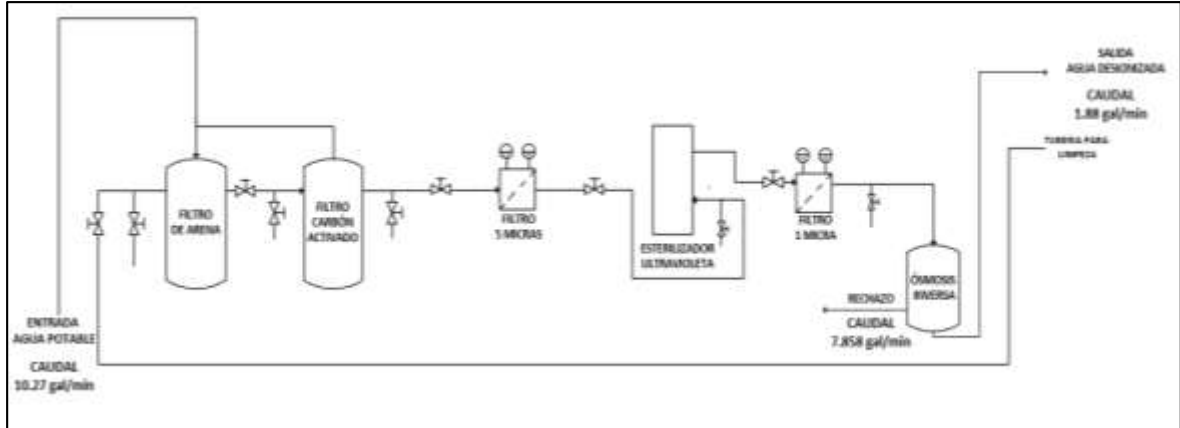 SALIDA
AGUA DESIONIZADA
CAUDAL
1.88 gal/min
TUBERIA PARA
LIMPIEZA
FILTRO
DE ARENA
FILTRO
CARBÓN
ACTIVADO
FILTRO
5 MICRAS
ESTERILIZADOR
ULTRAVIOLETA
FILTRO
1 MICRA
ÓSMOSIS
INVERSA
RECHAZO
CAUDAL
7.858 gal/min
ENTRADA
AGUA POTABLE
CAUDAL
10.27 gal/min